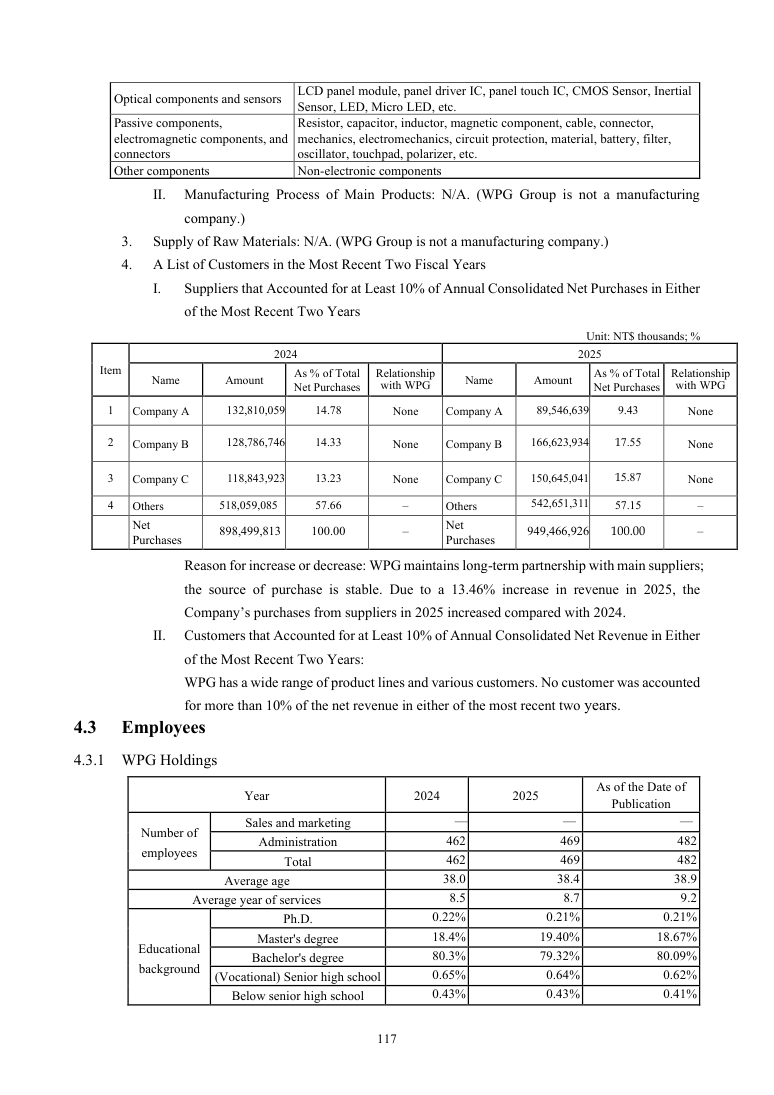 Optical components and sensors
LCD panel module, panel driver IC, panel touch IC, CMOS Sensor, Inertial
Sensor, LED, Micro LED, etc.
Passive components,
electromagnetic components, and
connectors
Resistor, capacitor, inductor, magnetic component, cable, connector,
mechanics, electromechanics, circuit protection, material, battery, filter,
oscillator, touchpad, polarizer, etc.
Other components
Non-electronic components
II. Manufacturing Process of Main Products: N/A. (WPG Group is not a manufacturing
company.)
3. Supply of Raw Materials: N/A. (WPG Group is not a manufacturing company.)
4. A List of Customers in the Most Recent Two Fiscal Years
I. Suppliers that Accounted for at Least 10% of Annual Consolidated Net Purchases in Either
of the Most Recent Two Years
Unit: NT$ thousands; %
Item 2024 2025
Name Amount As % of Total Net Purchases Relationship with WPG Name Amount As % of Total Net Purchases Relationship with WPG
1 Company A 132,810,059 14.78 None Company A 89,546,639 9.43 None
2 Company B 128,786,746 14.33 None Company B 166,623,934 17.55 None
3 Company C 118,843,923 13.23 None Company C 150,645,041 15.87 None
4 Others 518,059,085 57.66 – Others 542,651,311 57.15 –
Net Purchases 898,499,813 100.00 – Net Purchases 949,466,926 100.00 –
Reason for increase or decrease: WPG maintains long-term partnership with main suppliers;
the source of purchase is stable. Due to a 13.46% increase in revenue in 2025, the
Company’s purchases from suppliers in 2025 increased compared with 2024.
II. Customers that Accounted for at Least 10% of Annual Consolidated Net Revenue in Either
of the Most Recent Two Years:
WPG has a wide range of product lines and various customers. No customer was accounted
for more than 10% of the net revenue in either of the most recent two years.
4.3 Employees
4.3.1 WPG Holdings
Year 2024 2025 As of the Date of Publication
Number of employees
Sales and marketing — — —
Administration 462 469 482
Total 462 469 482
Average age 38.0 38.4 38.9
Average year of services 8.5 8.7 9.2
Educational background
Ph.D. 0.22% 0.21% 0.21%
Master's degree 18.4% 19.40% 18.67%
Bachelor's degree 80.3% 79.32% 80.09%
(Vocational) Senior high school 0.65% 0.64% 0.62%
Below senior high school 0.43% 0.43% 0.41%
117